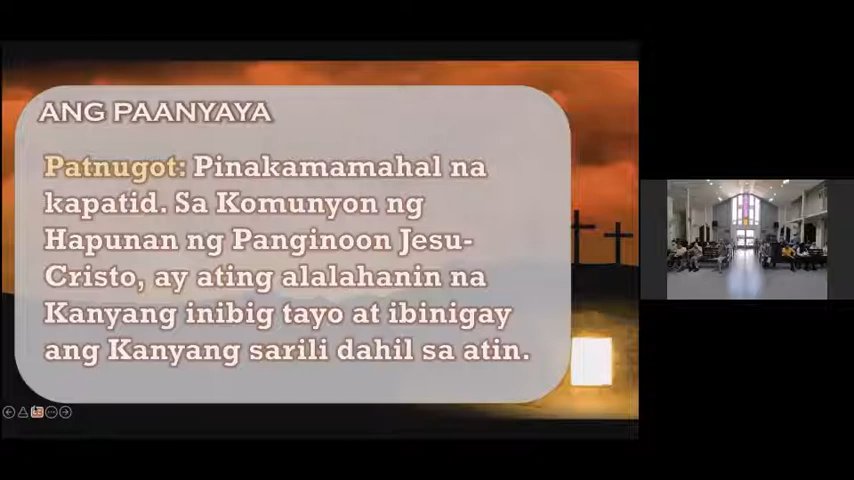 ANG PAANYAYA
Patnugot: Pinakamamahal na
kapatid. Sa Komunyon ng
Hapunan ng Panginoon Jesu-
Cristo, ay ating alalahanin na
Kanyang inibig tayo at ibinigay
ang Kanyang sarili dahil sa atin.